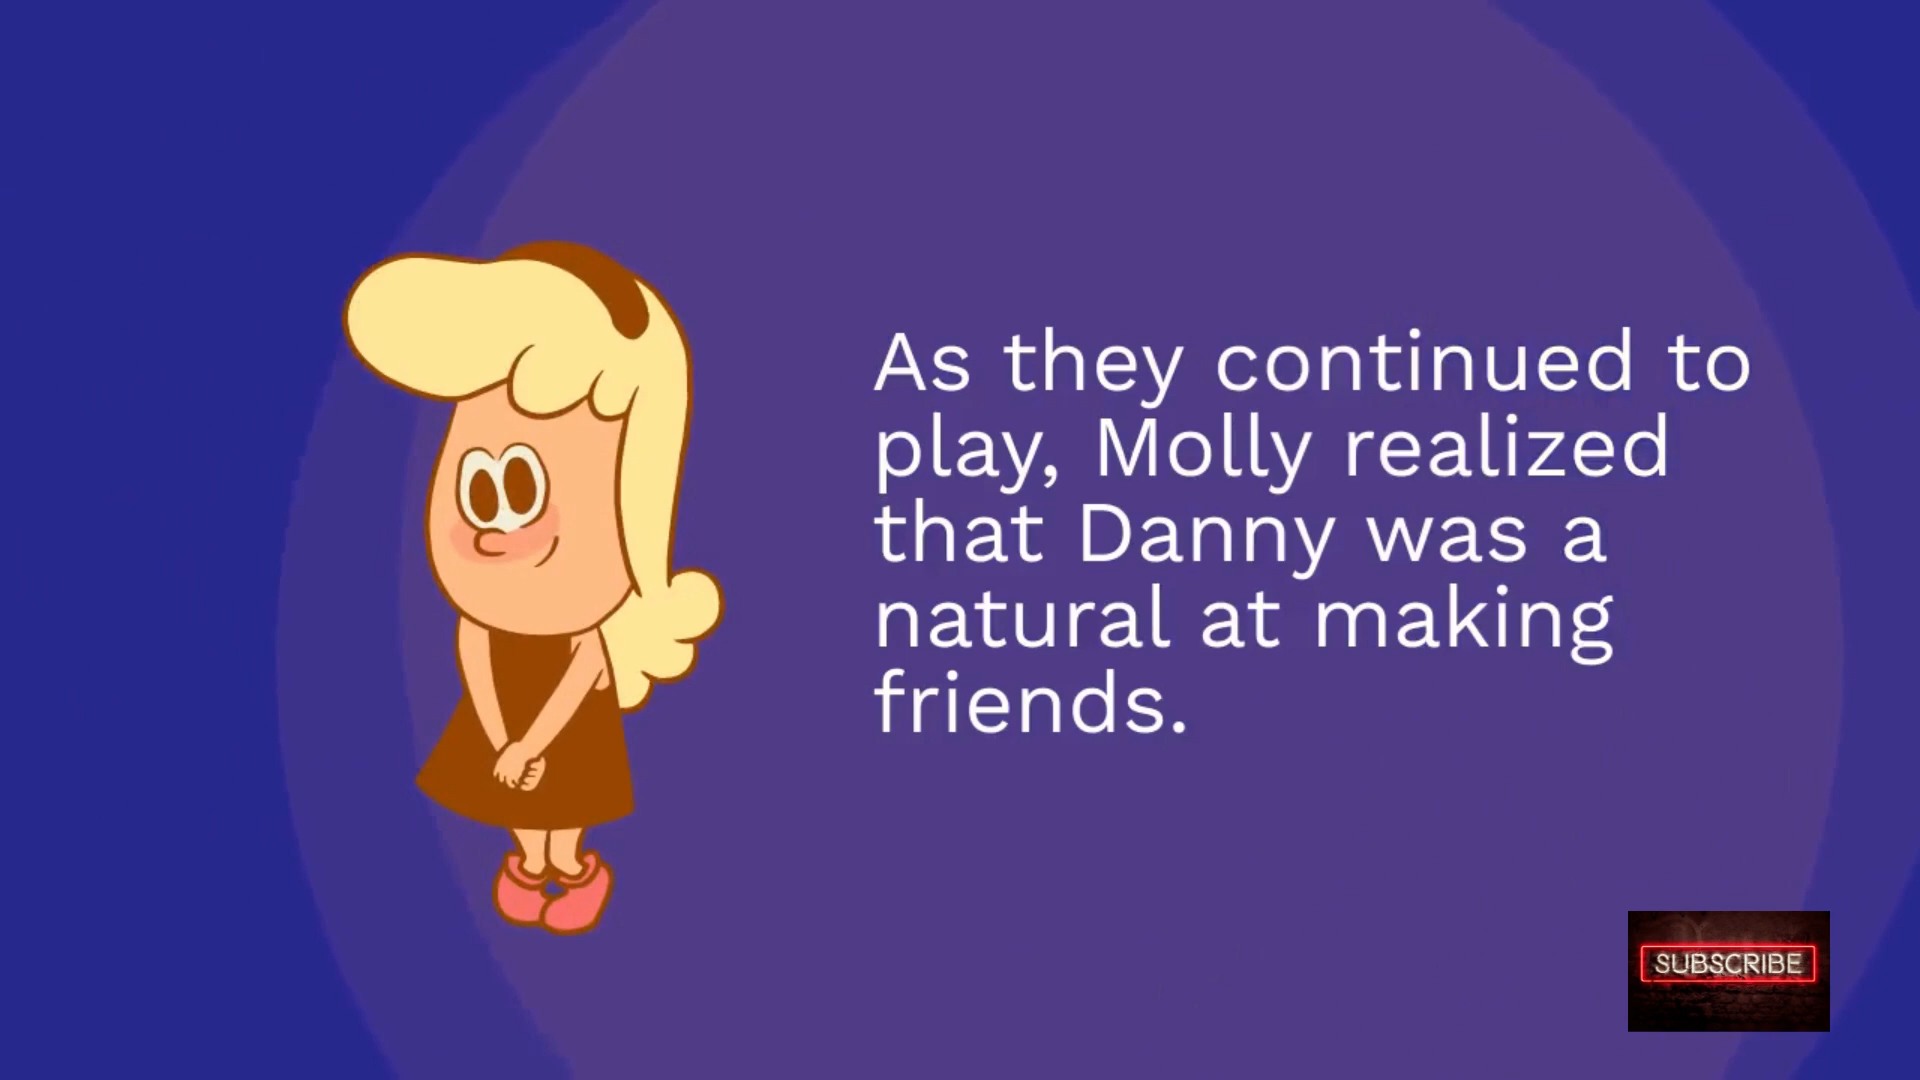 As they continued to
play, Molly realized
that Danny was a
natural at making
friends.
SUBSCRIBE